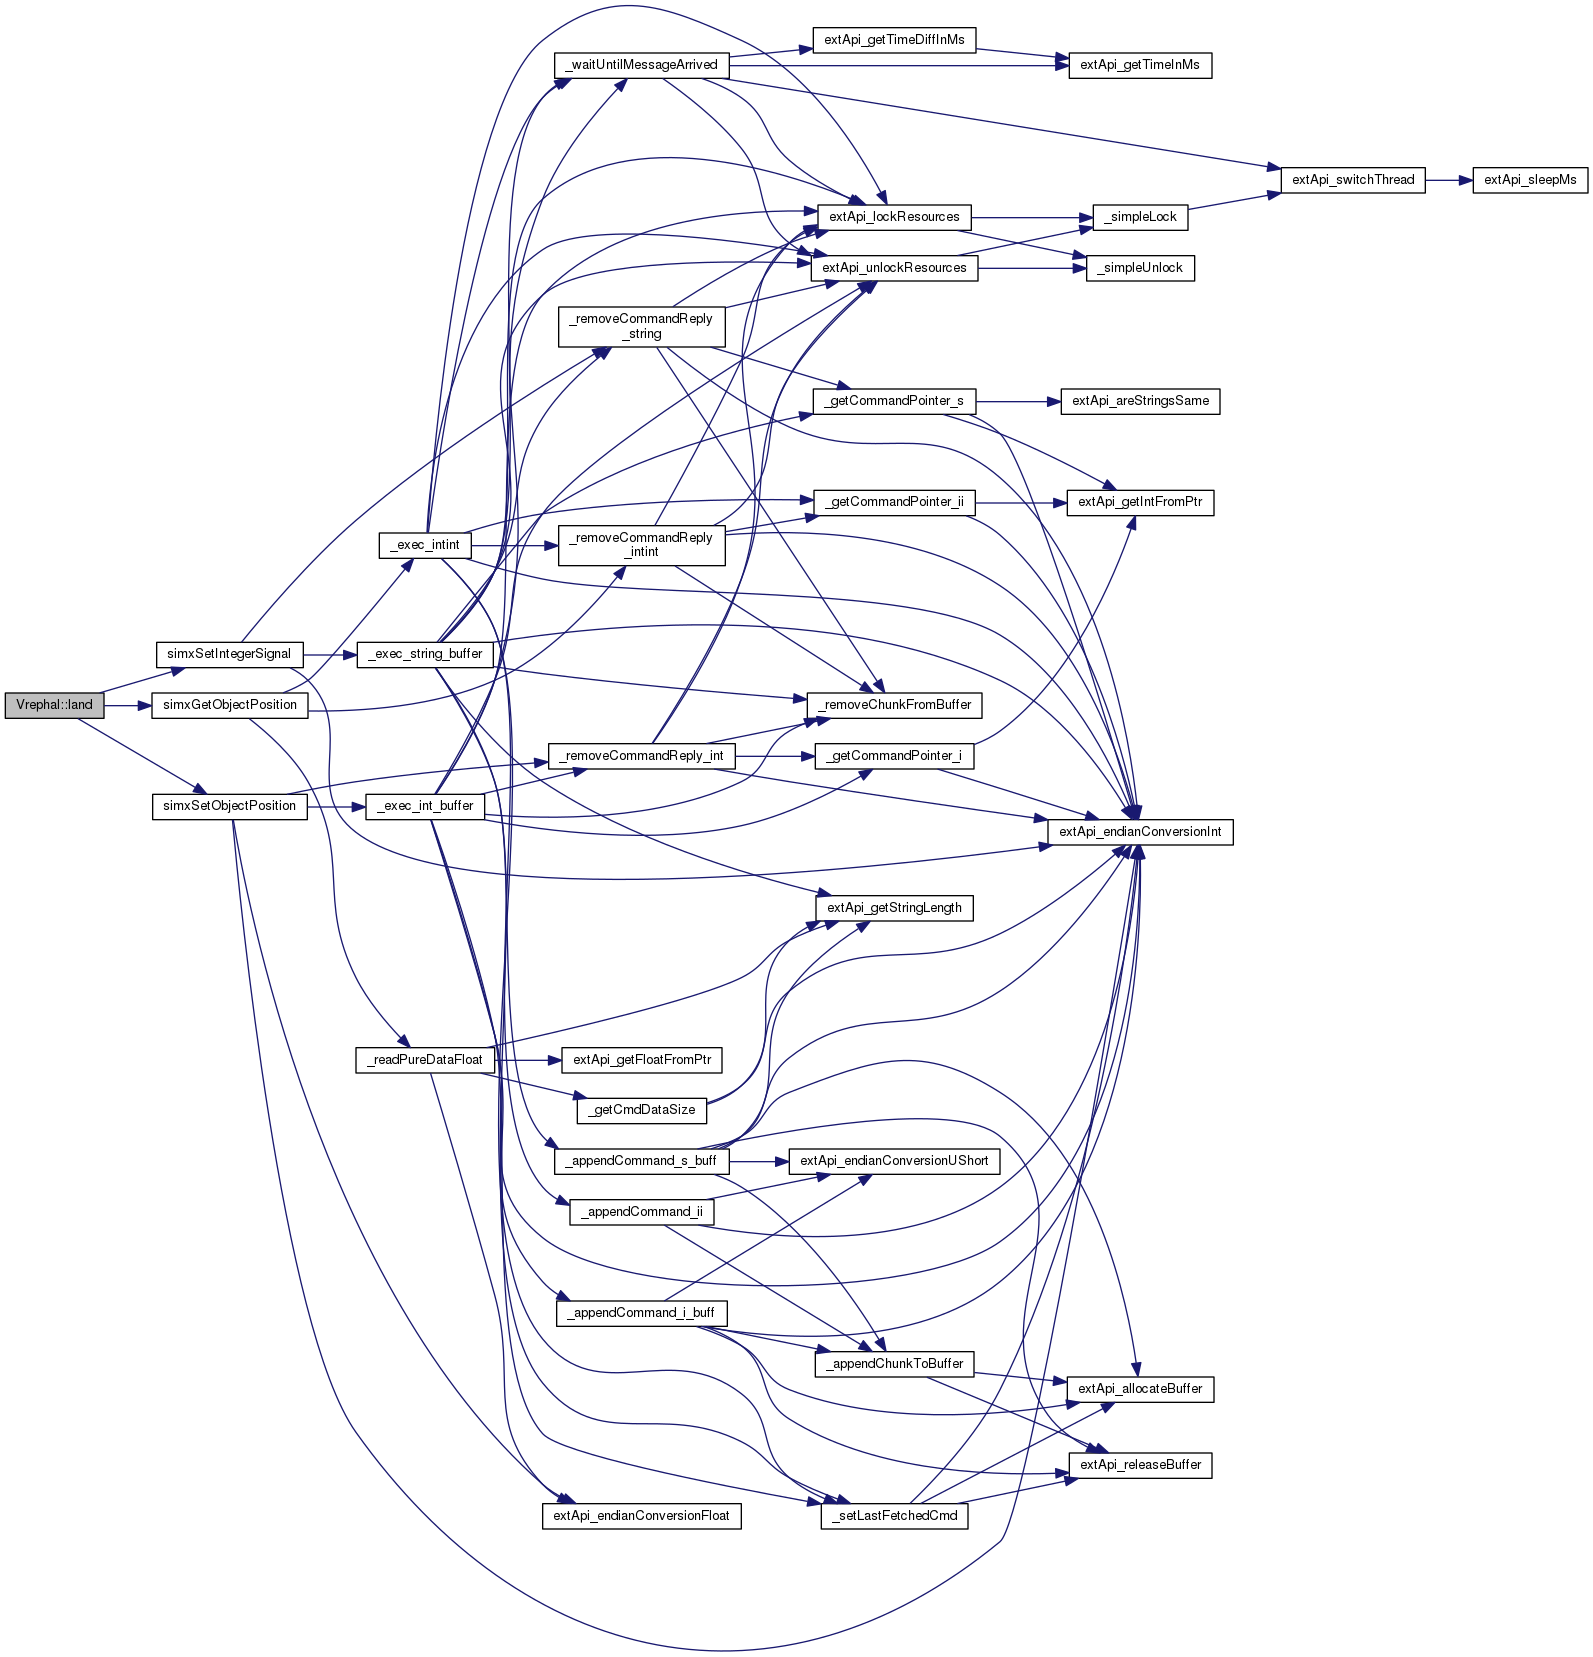 extApi_getTimeDiffInMs
_waitUntilMessageArrived
extApi_getTimeInMs
extApi_switchThread
extApi_sleepMs
extApi_lockResources
_simpleLock
extApi_unlockResources
_simpleUnlock
_removeCommandReply
_string
_getCommandPointer_s
extApi_areStringsSame
_getCommandPointer_ii
extApi_getIntFromPtr
_exec_intint
_removeCommandReply
_intint
simxSetIntegerSignal
_exec_string_buffer
Vrephal::land
simxGetObjectPosition
_removeChunkFromBuffer
_removeCommandReply_int
_getCommandPointer_i
simxSetObjectPosition
_exec_int_buffer
extApi_endianConversionInt
extApi_getStringLength
_readPureDataFloat
extApi_getFloatFromPtr
_getCmdDataSize
_appendCommand_s_buff
extApi_endianConversionUShort
_appendCommand_ii
_appendCommand_i_buff
_appendChunkToBuffer
extApi_allocateBuffer
extApi_releaseBuffer
extApi_endianConversionFloat
_setLastFetchedCmd